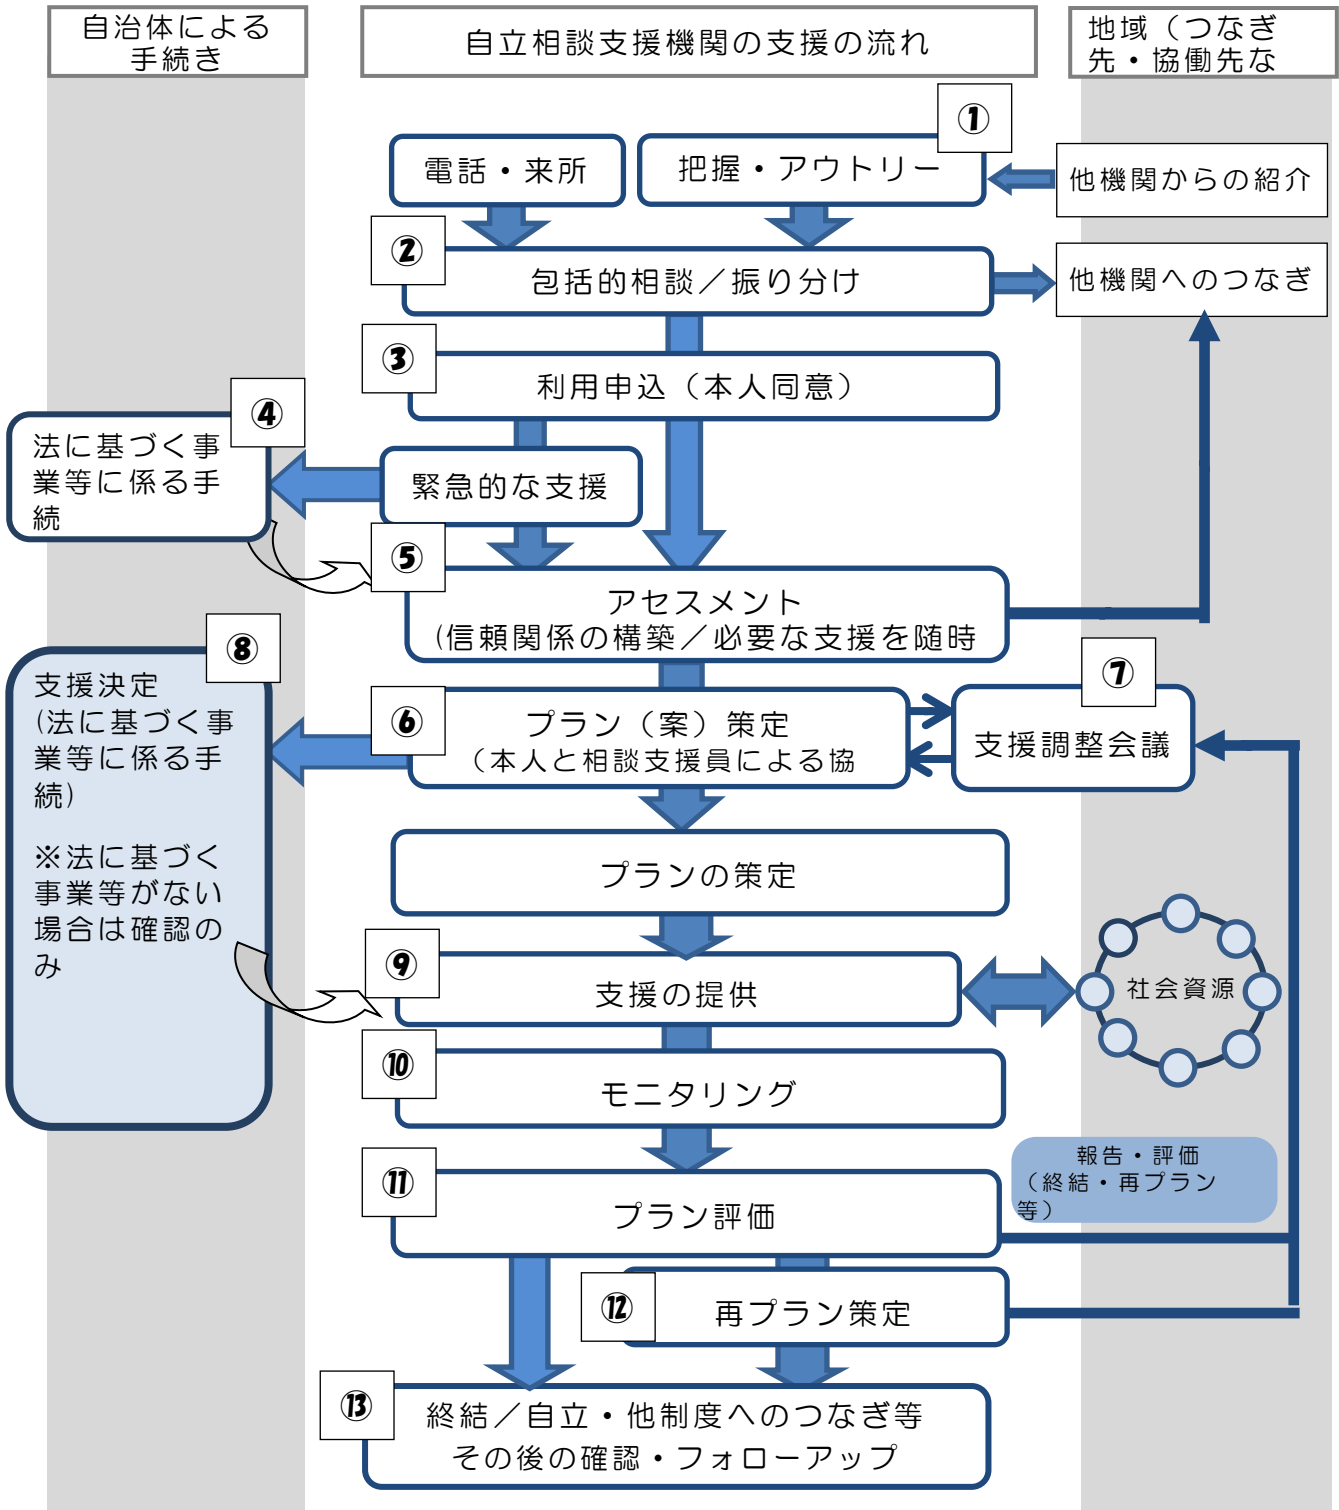 自治体による
手続き
自立相談支援機関の支援の流れ
地域（つなぎ
先・協働先な
①
電話・来所
把握・アウトリー
他機関からの紹介
②
包括的相談／振り分け
他機関へのつなぎ
③
利用申込（本人同意）
④
法に基づく事
業等に係る手
続
緊急的な支援
⑤
アセスメント
(信頼関係の構築／必要な支援を随時
⑥
プラン（案）策定
（本人と相談支援員による協
⑦
支援調整会議
⑧
支援決定
(法に基づく事
業等に係る手
続)
※法に基づく
事業等がない
場合は確認の
み
プランの策定
⑨
支援の提供
社会資源
⑩
モニタリング
報告・評価
（終結・再プラン
等）
⑪
プラン評価
⑫
再プラン策定
⑬
終結／自立・他制度へのつなぎ等
その後の確認・フォローアップ